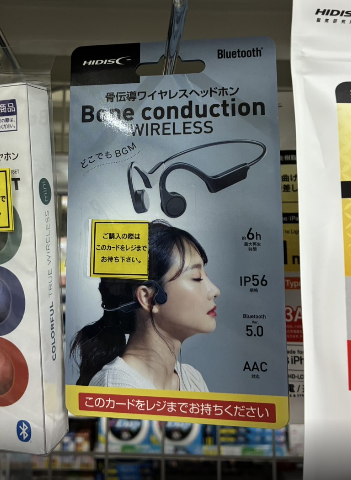 HIDISC
Bluetooth®
骨伝導ワイヤレスヘッドホン
Bone conduction
WIRELESS
どこでもBGM
ご購入の際は
このカードをレジまで
お持ち下さい。
6h
IP56
Bluetooth
5.0
AAC
対応
このカードをレジまでお持ちください
COLORFUL TRUE WIRELESS
HIDISC